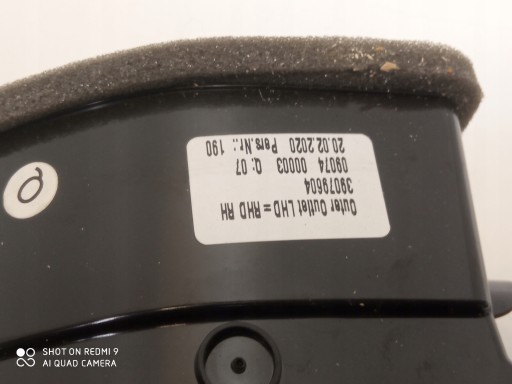 Outer Outlet LHD = RHD RH
39079604
09074 00003 Q: 07
20.02.2020 Pers.Nr.: 190
Q
SHOT ON REDMI 9
AI QUAD CAMERA